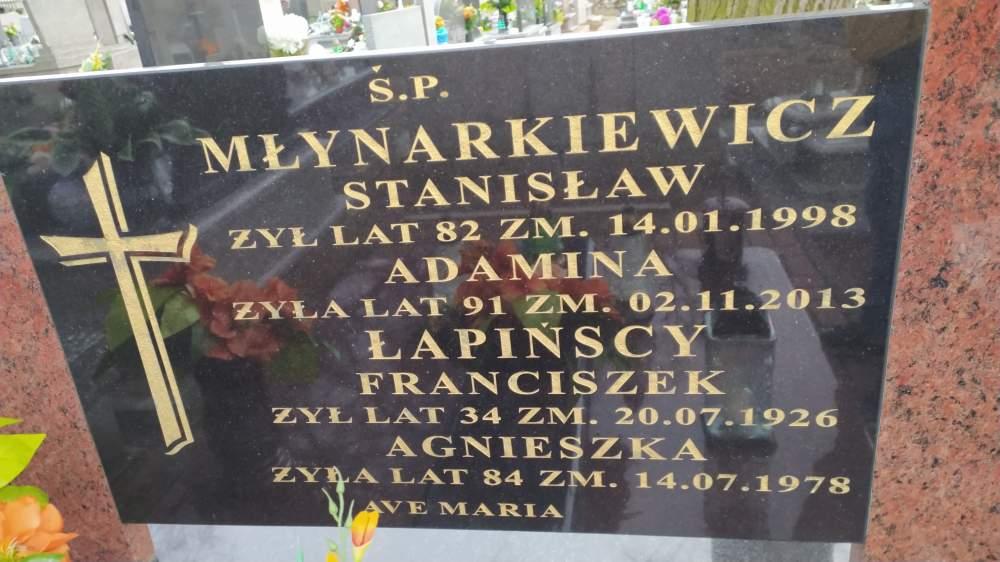 Ś.P.
MŁYNARKIEWICZ
STANISŁAW
ŻYŁ LAT 82 ZM. 14.01.1998
ADAMINA
ŻYŁA LAT 91 ZM. 02.11.2013
ŁAPIŃSCY
FRANCISZEK
ŻYŁ LAT 34 ZM. 20.07.1926
AGNIESZKA
ŻYŁA LAT 84 ZM. 14.07.1978
AVE MARIA